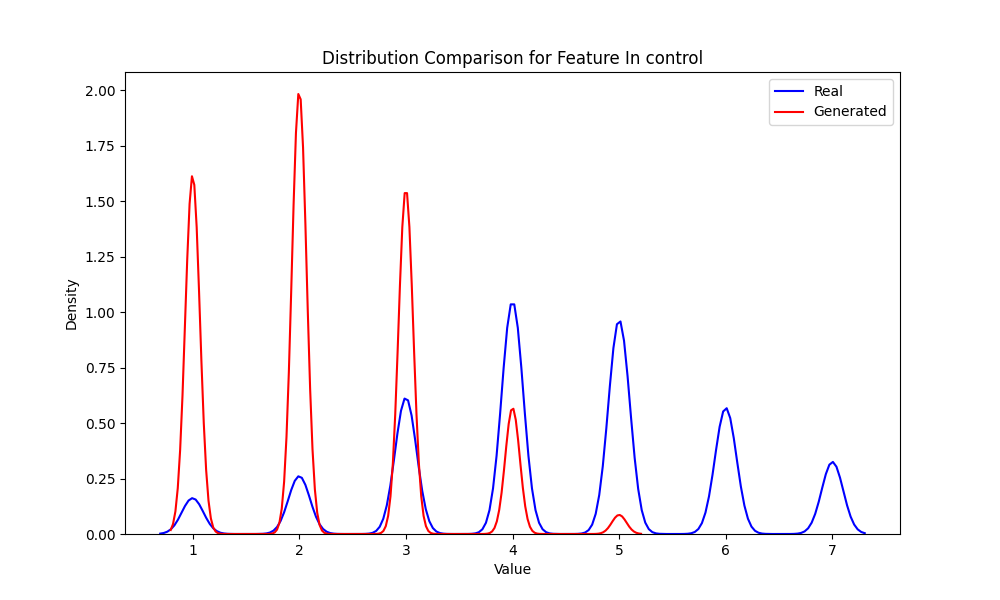 Distribution Comparison for Feature In control
Real
Generated
2.00
1.75
1.50
1.25
1.00
0.75
0.50
0.25
0.00
Density
1 2 3 4 5 6 7
Value